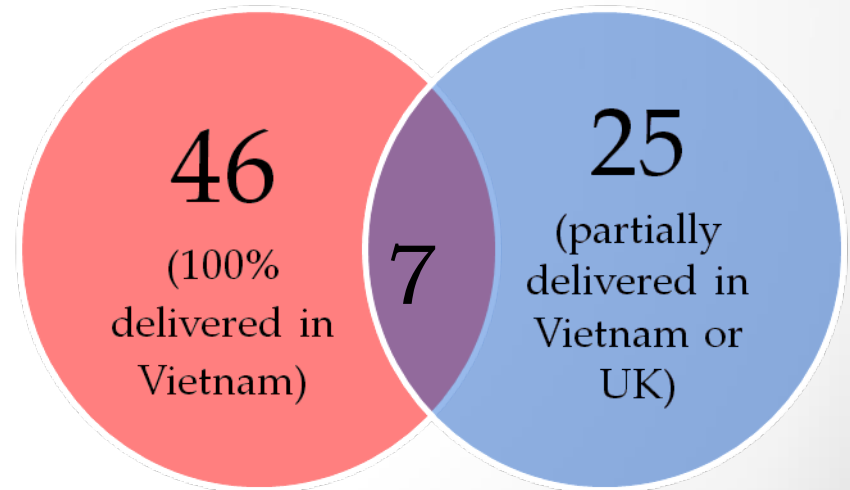 46
(100%
delivered in
Vietnam)
7
25
(partially
delivered in
Vietnam or
UK)